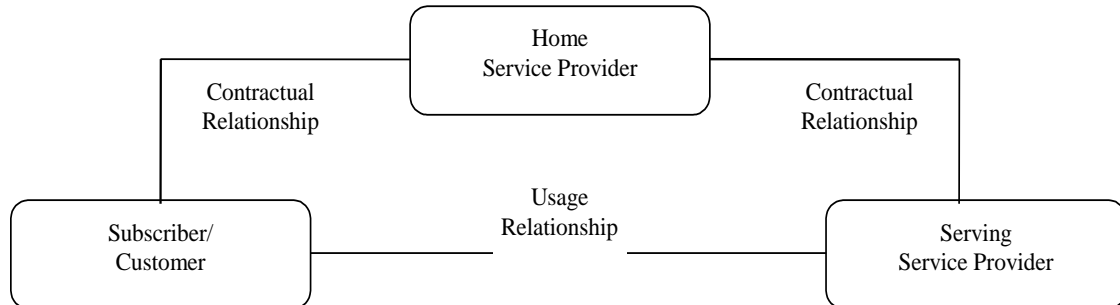 Home
Service Provider
Contractual
Relationship
Contractual
Relationship
Usage
Relationship
Subscriber/
Customer
Serving
Service Provider